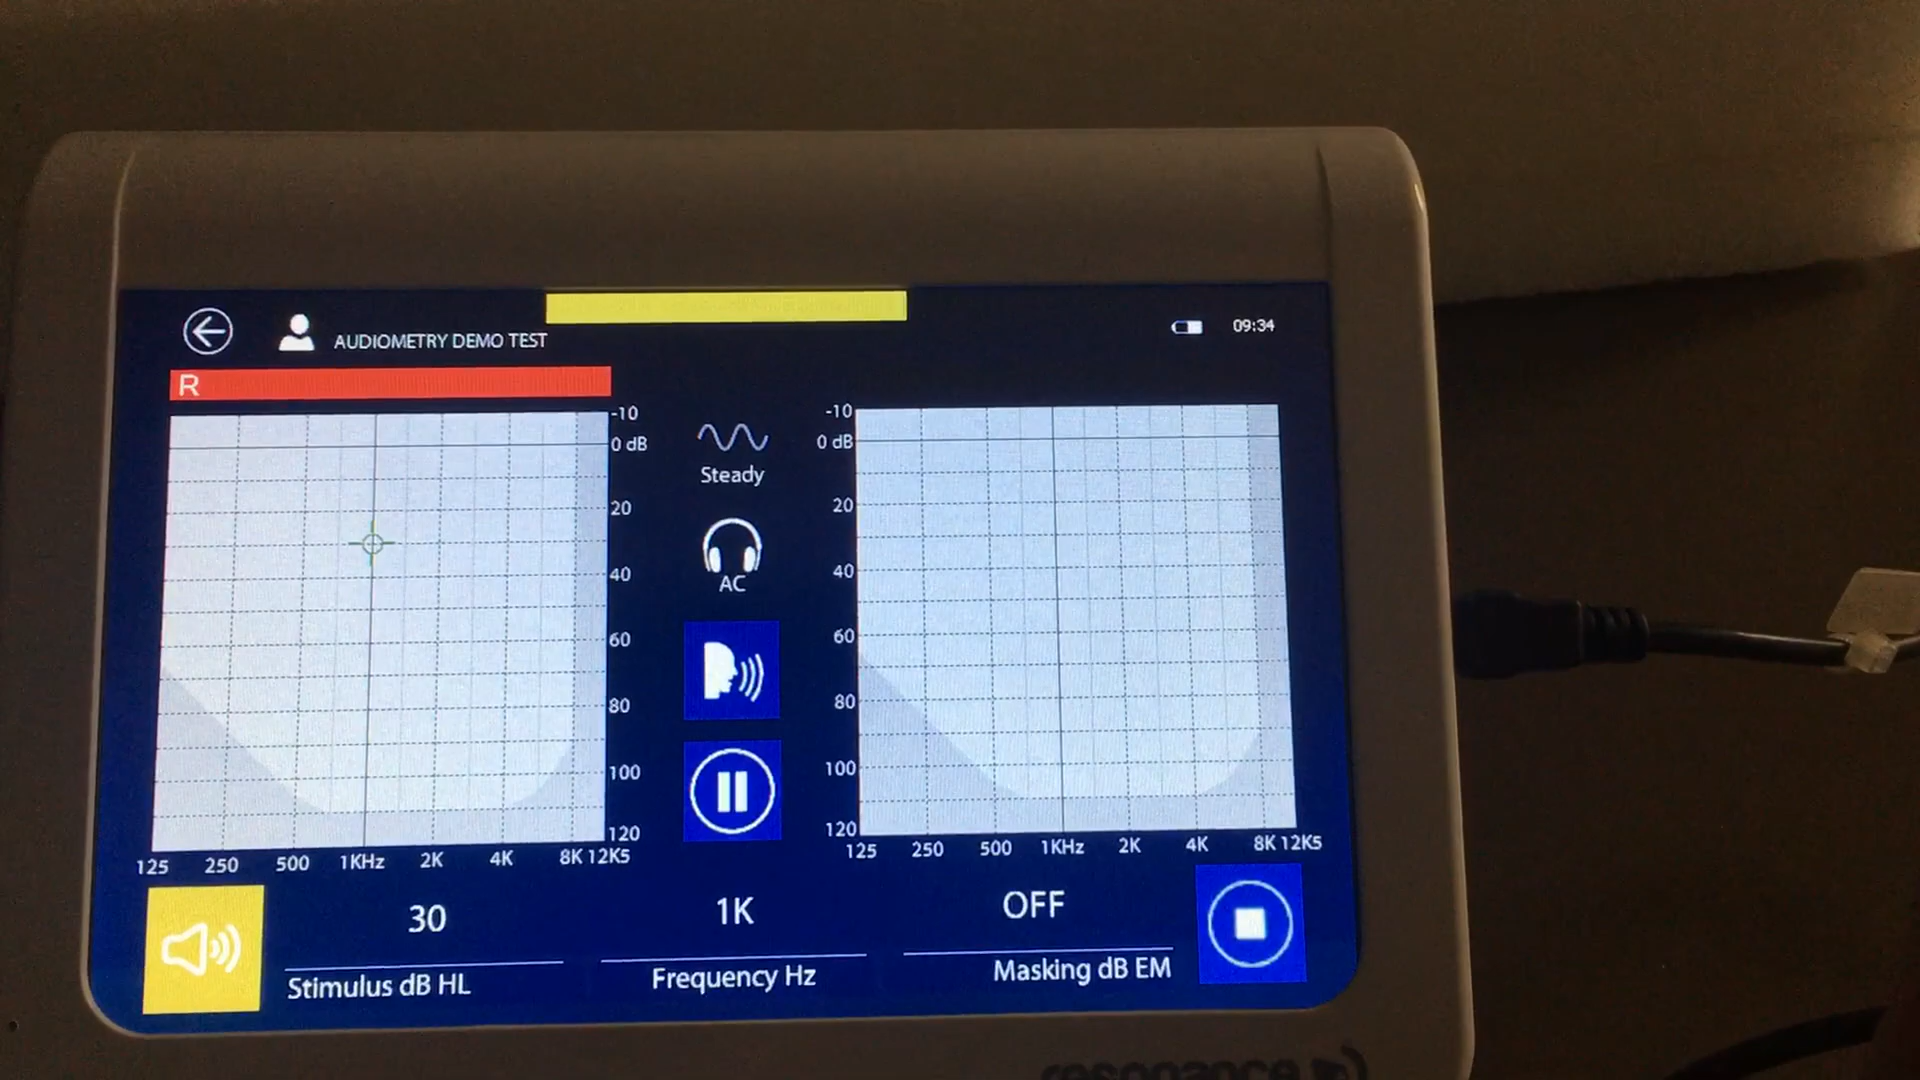 AUDIOMETRY DEMO TEST
09:34
R
-10
0 dB
20
40
60
80
100
120
125 250 500 1KHz 2K 4K 8K 12K5
Steady
AC
-10
0 dB
20
40
60
80
100
120
125 250 500 1KHz 2K 4K 8K 12K5
30
Stimulus dB HL
1K
Frequency Hz
OFF
Masking dB EM
resonance